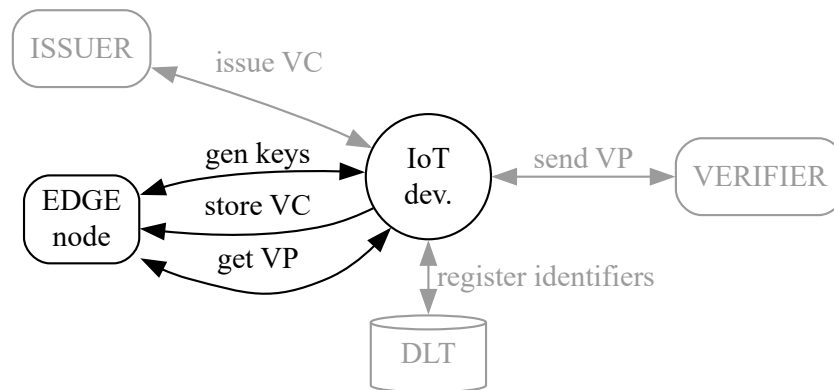 ISSUER
issue VC
gen keys
IoT
dev.
send VP
VERIFIER
EDGE
node
store VC
get VP
register identifiers
DLT